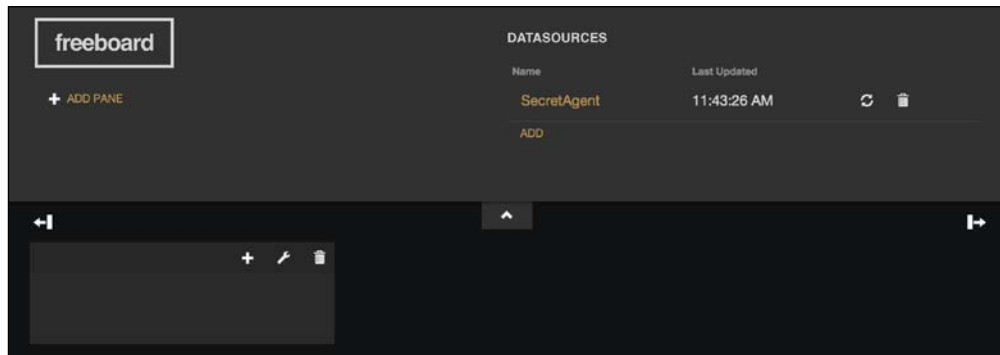 freeboard
ADD PANE
DATASOURCES
Name Last Updated
SecretAgent 11:43:26 AM
ADD